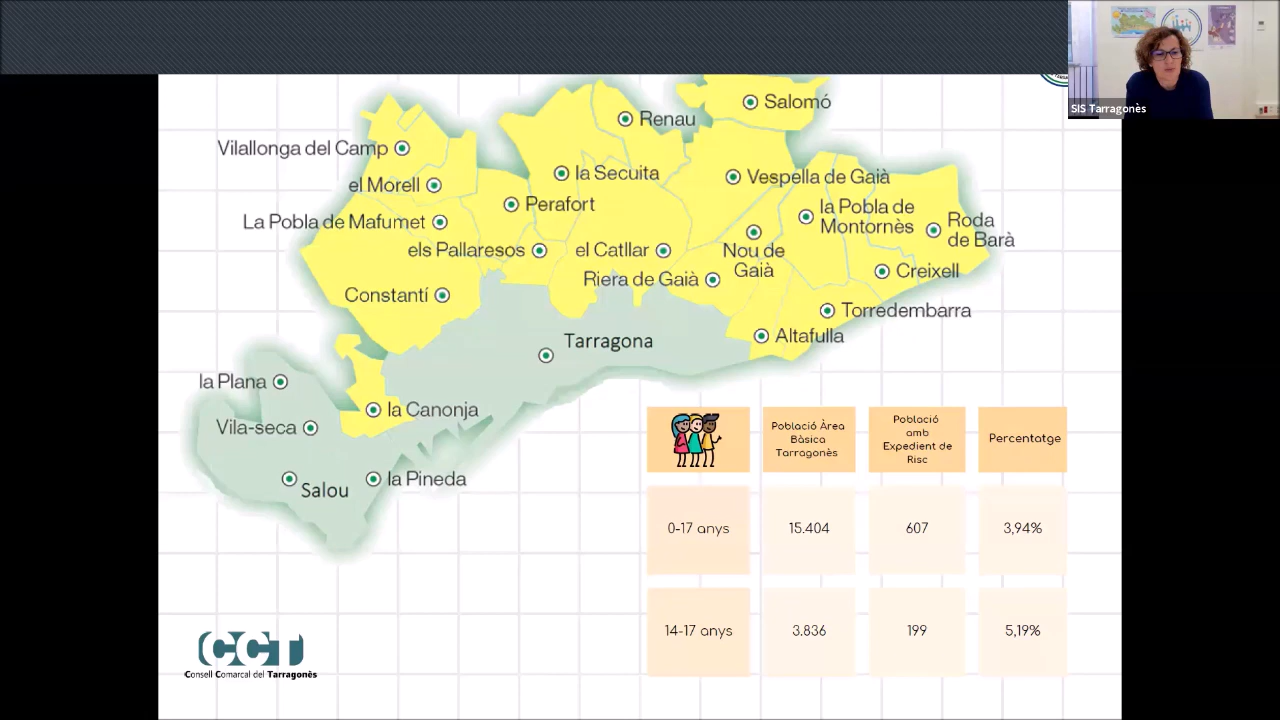 SIS Tarragonès
Salomó
Renau
Vilallonga del Camp
la Secuita
Vespella de Gaià
el Morell
Perafort
la Pobla de
Montornès
La Pobla de Mafumet
Roda
de Barà
els Pallaresos
el Catllar
Nou de
Gaià
Creixell
Riera de Gaià
Constantí
Torredembarra
Altafulla
Tarragona
la Plana
la Canonja
Vila-seca
Salou
la Pineda
Població Àrea
Bàsica
Tarragonès
Població
amb
Expedient de
Risc
Percentatge
0-17 anys
15.404
607
3,94%
14-17 anys
3.836
199
5,19%
CCT
Consell Comarcal del Tarragonès